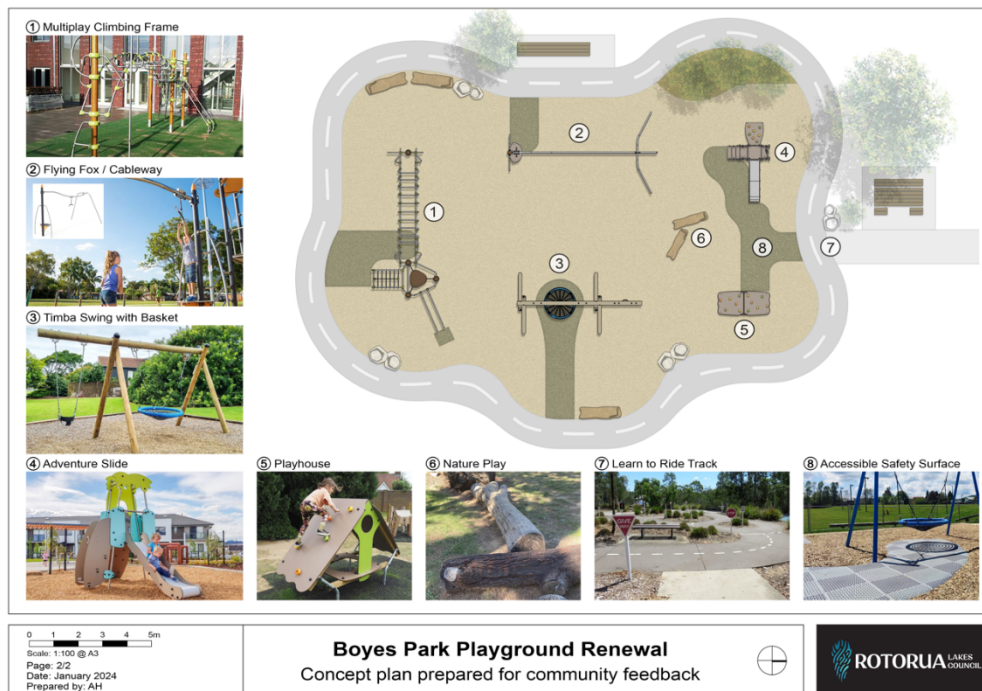 ① Multiplay Climbing Frame
② Flying Fox / Cableway
③ Timba Swing with Basket
④ Adventure Slide
⑤ Playhouse
⑥ Nature Play
⑦ Learn to Ride Track
⑧ Accessible Safety Surface
①
②
③
④
⑤
⑥
⑦
⑧
GIVE
0 1 2 3 4 5m
Scale: 1:100 @ A3
Page: 2/2
Date: January 2024
Prepared by: AH
Boyes Park Playground Renewal
Concept plan prepared for community feedback
ROTORUA LAKES COUNCIL